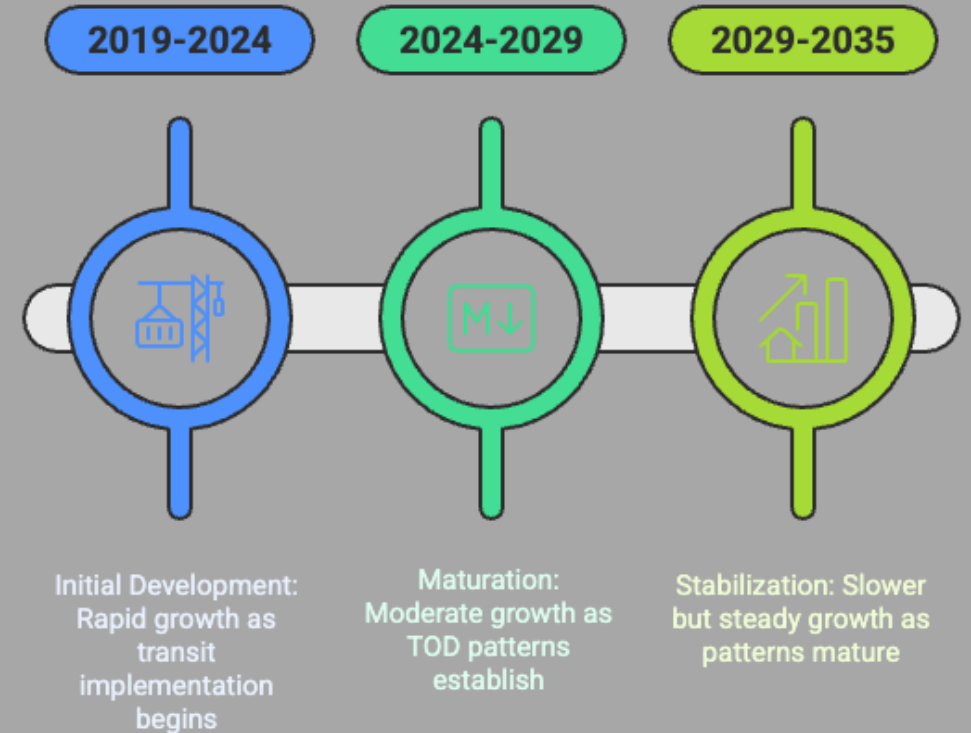 2019-2024
2024-2029
2029-2035
M
Initial Development:
Rapid growth as
transit
implementation
begins
Maturation:
Moderate growth as
TOD patterns
establish
Stabilization: Slower
but steady growth as
patterns mature